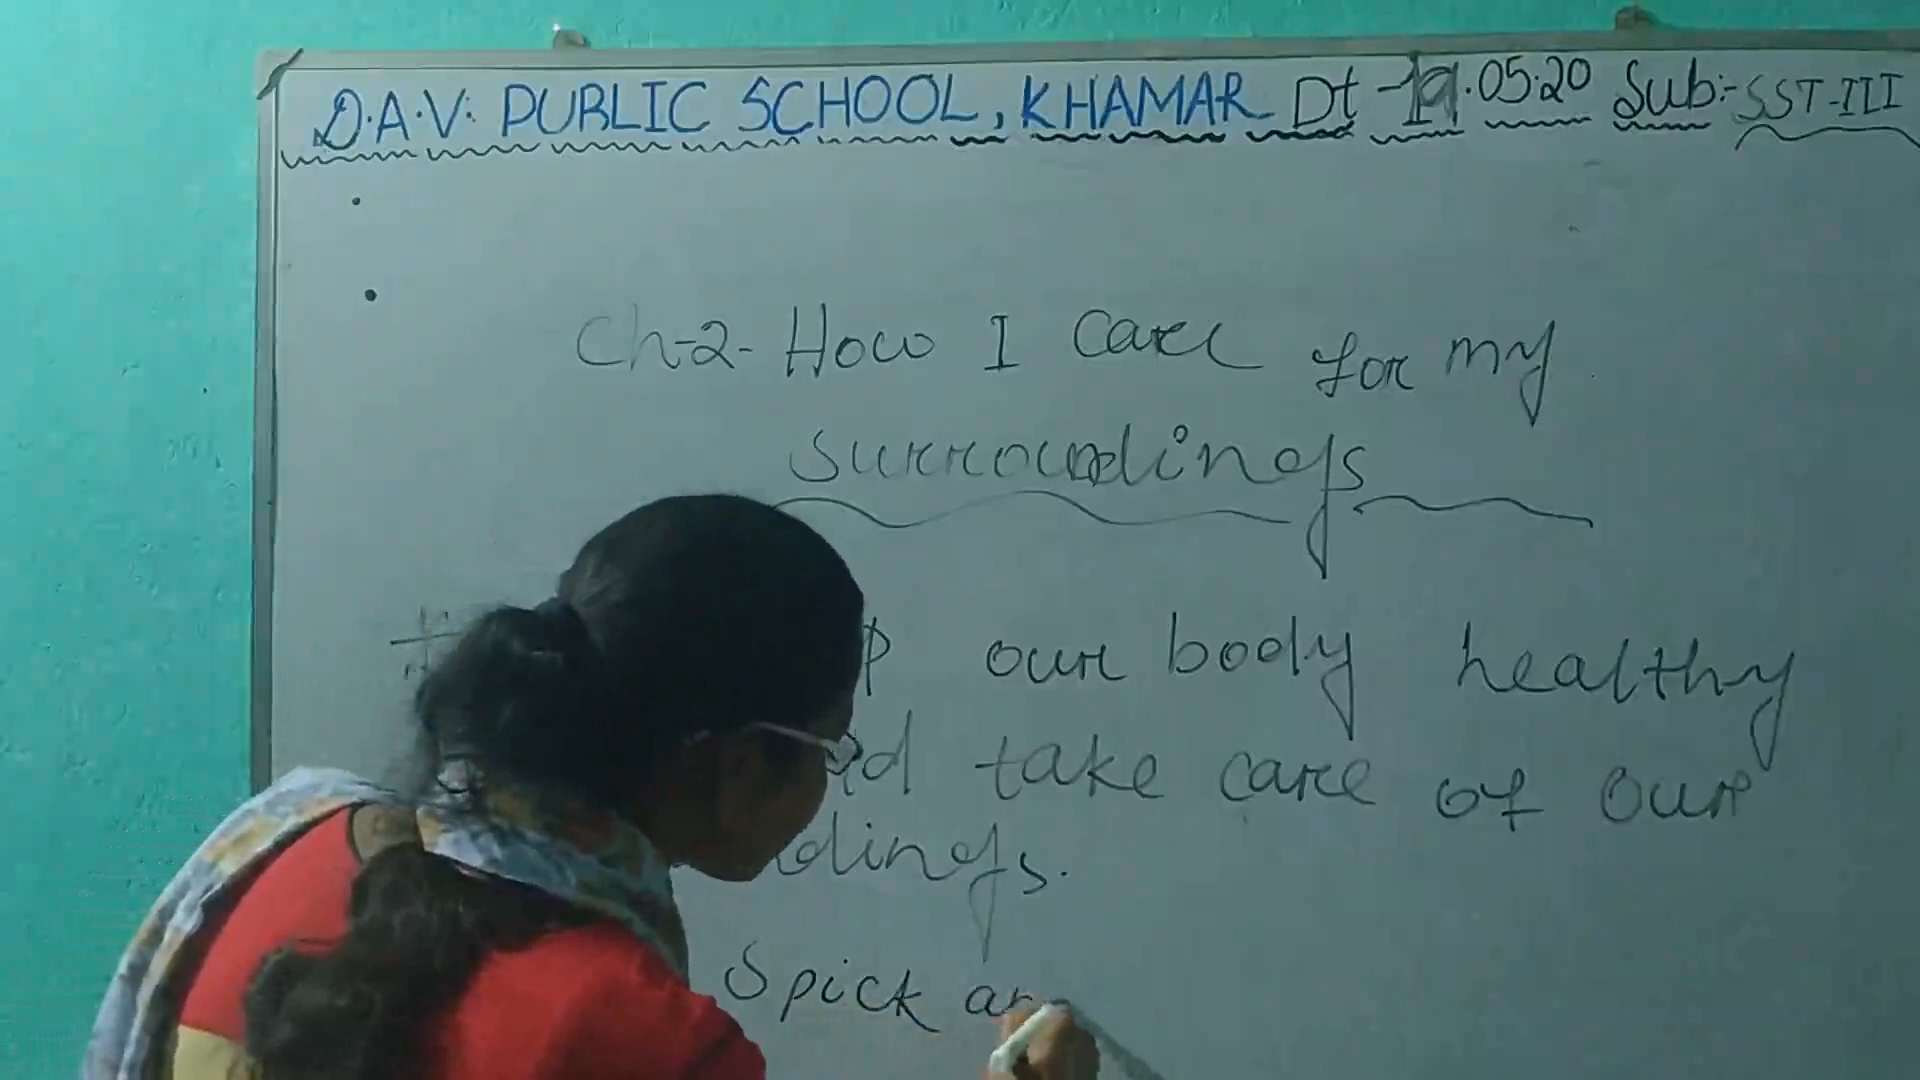 D.A.V. PUBLIC SCHOOL, KHAMAR Dt-19.05.20 Sub:-SST-III
Ch-2- How I Care for my
surroundings
our body healthy
take care of our
Spick